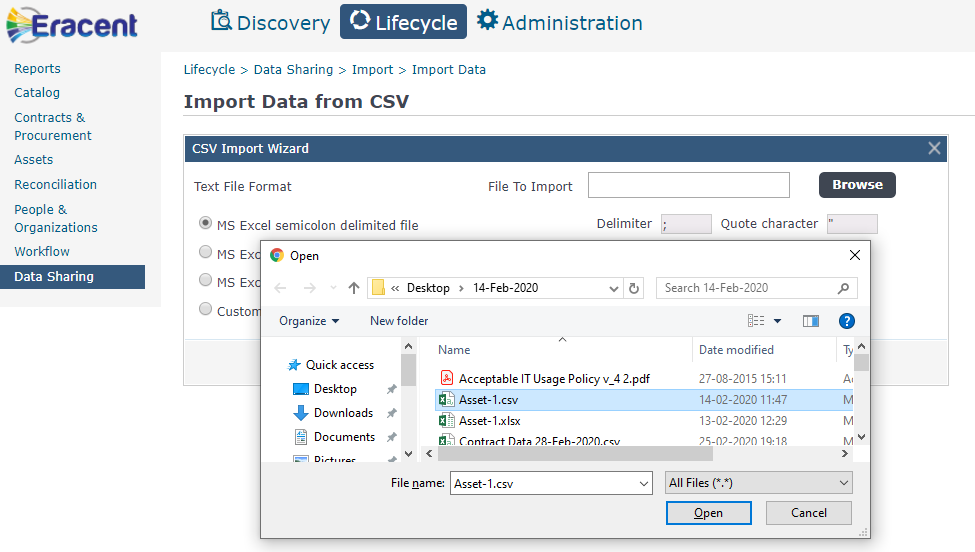 Eracent
Discovery Lifecycle Administration
Reports
Catalog
Contracts &
Procurement
Assets
Reconciliation
People &
Organizations
Workflow
Data Sharing
Lifecycle > Data Sharing > Import > Import Data
Import Data from CSV
CSV Import Wizard
Text File Format File To Import Browse
MS Excel semicolon delimited file Delimiter ; Quote character "
MS Exc
MS Exc
Custom
Open
« Desktop > 14-Feb-2020 Search 14-Feb-2020
Organize New folder
Quick access
Desktop
Downloads
Documents
Pictures
Name Date modified Ty
Acceptable IT Usage Policy v_4 2.pdf 27-08-2015 15:11 A
Asset-1.csv 14-02-2020 11:47 M
Asset-1.xlsx 13-02-2020 12:29 M
Contract Data 28-Feb-2020.csv 25-02-2020 19:18 M
File name: Asset-1.csv All Files (*.*)
Open Cancel